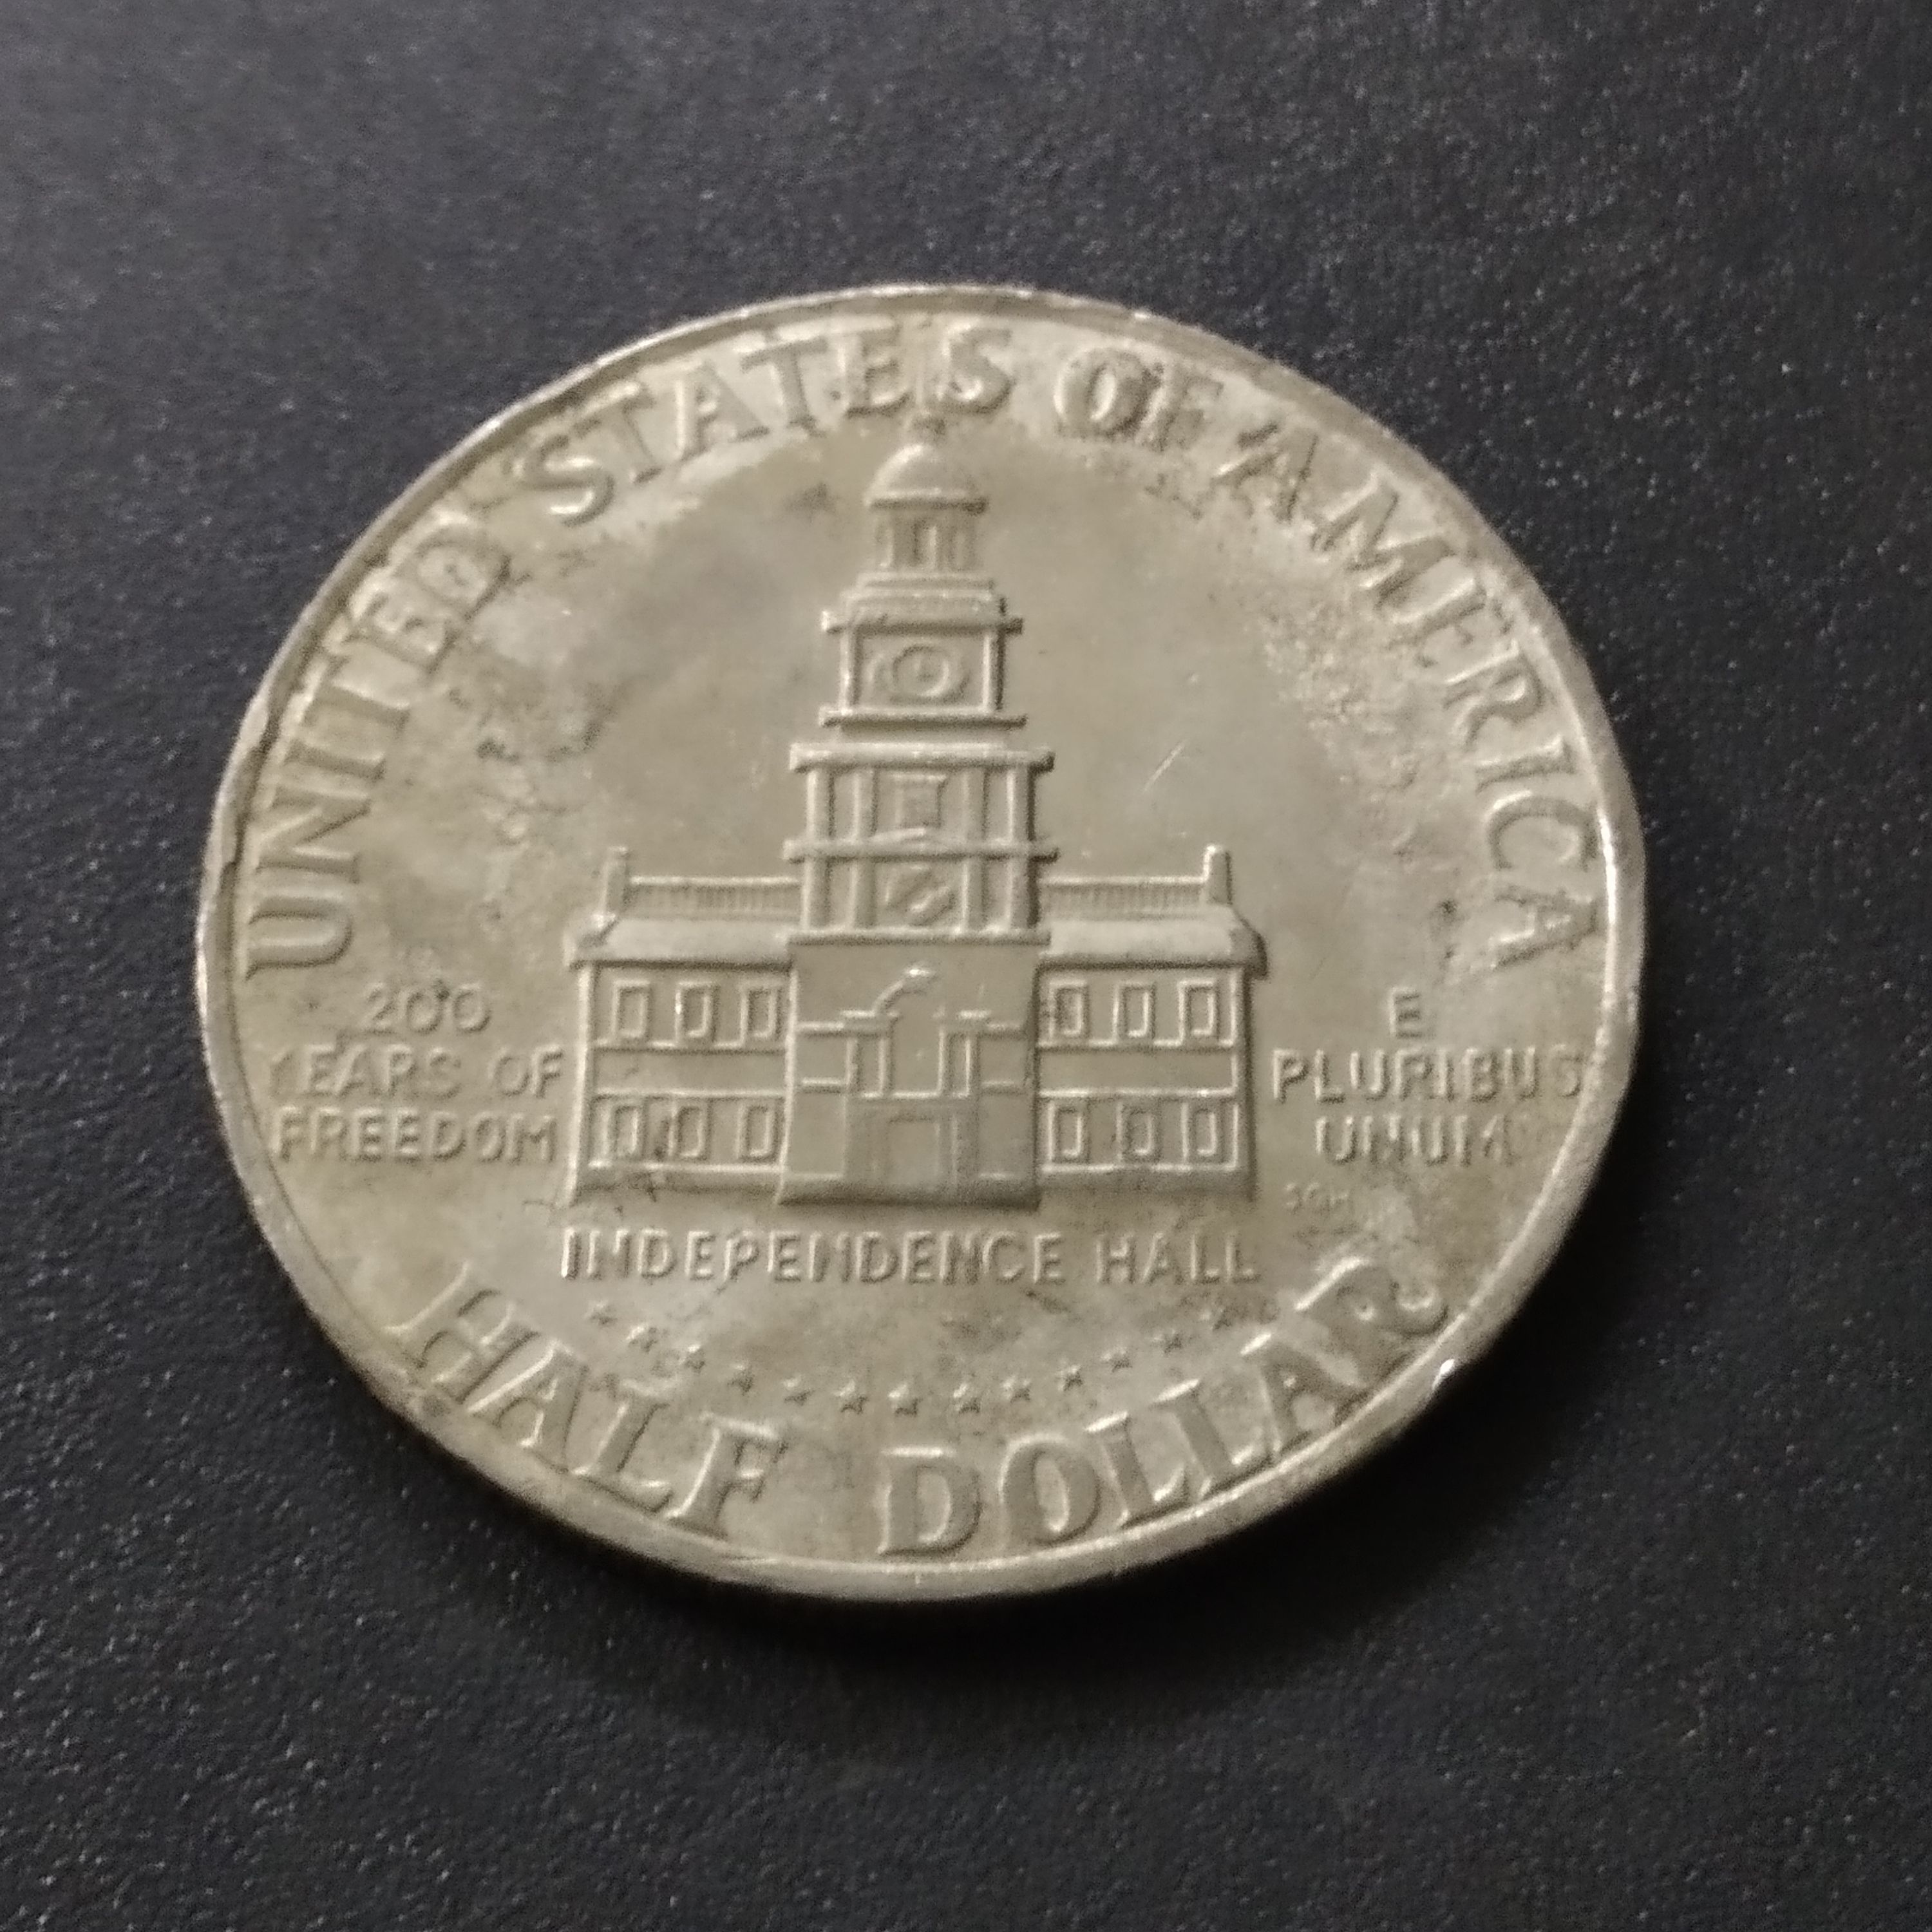 UNITED STATES OF AMERICA
200
YEARS OF
FREEDOM
E
PLURIBUS
UNUM
INDEPENDENCE HALL
HALF DOLLAR